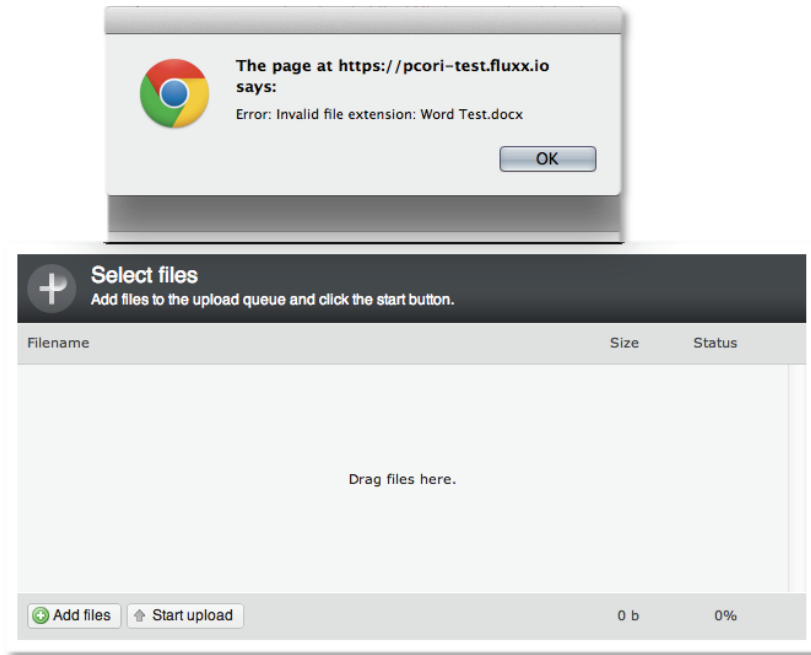 The page at https://pcori-test.fluxx.io
says:
Error: Invalid file extension: Word Test.docx
OK
Select files
Add files to the upload queue and click the start button.
Filename Size Status
Drag files here.
Add files Start upload 0 b 0%